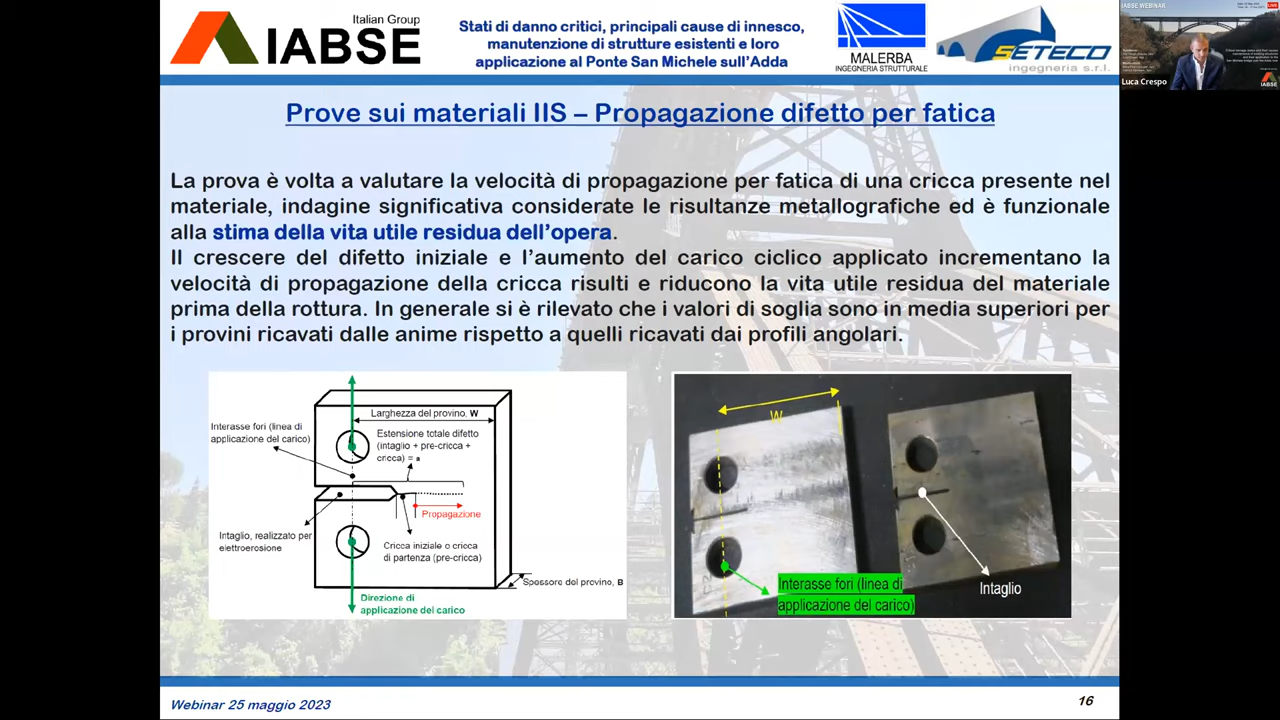 Italian Group
IABSE
Stati di danno critici, principali cause di innesco,
manutenzione di strutture esistenti e loro
applicazione al Ponte San Michele sull'Adda
MALERBA
INGEGNERIA STRUTTURALE
SETECO
ingegneria s.r.l.
IABSE WEBINAR
LIVE
Luca Crespo
IABSE
Prove sui materiali IIS – Propagazione difetto per fatica
La prova è volta a valutare la velocità di propagazione per fatica di una cricca presente nel
materiale, indagine significativa considerate le risultanze metallografiche ed è funzionale
alla stima della vita utile residua dell'opera.
Il crescere del difetto iniziale e l'aumento del carico ciclico applicato incrementano la
velocità di propagazione della cricca risulti e riducono la vita utile residua del materiale
prima della rottura. In generale si è rilevato che i valori di soglia sono in media superiori per
i provini ricavati dalle anime rispetto a quelli ricavati dai profili angolari.
Larghezza del provino, W
Interasse fori (linea di
applicazione del carico)
Estensione totale difetto
(intaglio + pre-cricca +
cricca) = a
Propagazione
Intaglio, realizzato per
elettroerosione
Cricca iniziale o cricca
di partenza (pre-cricca)
Spessore del provino, B
Direzione di
applicazione del carico
W
Interasse fori (linea di
applicazione del carico)
Intaglio
Webinar 25 maggio 2023
16